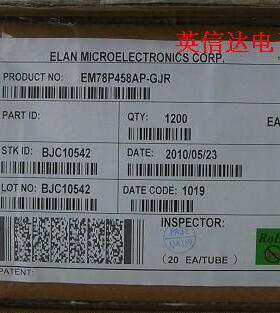 英信达电
ELAN MICROELECTRONICS CORP.
PRODUCT NO: EM78P458AP-GJR
PART ID: QTY: 1200 EA
STK ID: BJC10542 DATE: 2010/05/23
LOT NO: BJC10542 DATE CODE: 1019
INSPECTOR:
PASS
(20 EA/TUBE)
PATENT: